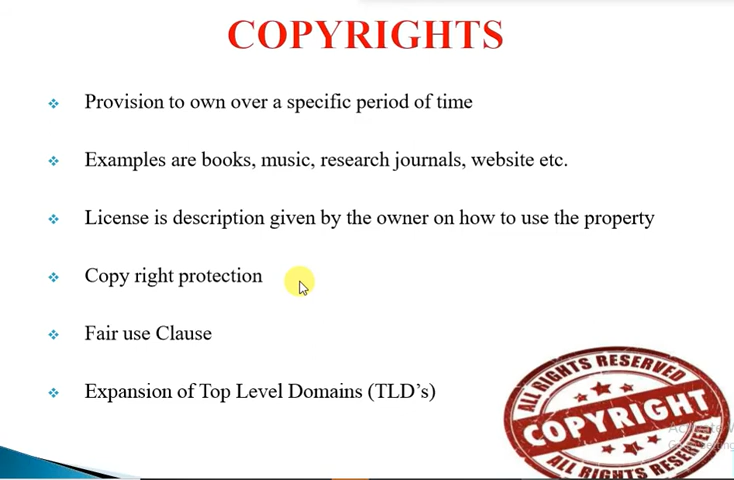 COPYRIGHTS
Provision to own over a specific period of time
Examples are books, music, research journals, website etc.
License is description given by the owner on how to use the property
Copy right protection
Fair use Clause
Expansion of Top Level Domains (TLD's)
ALL RIGHTS RESERVED
COPYRIGHT
ALL RIGHTS RESERVED